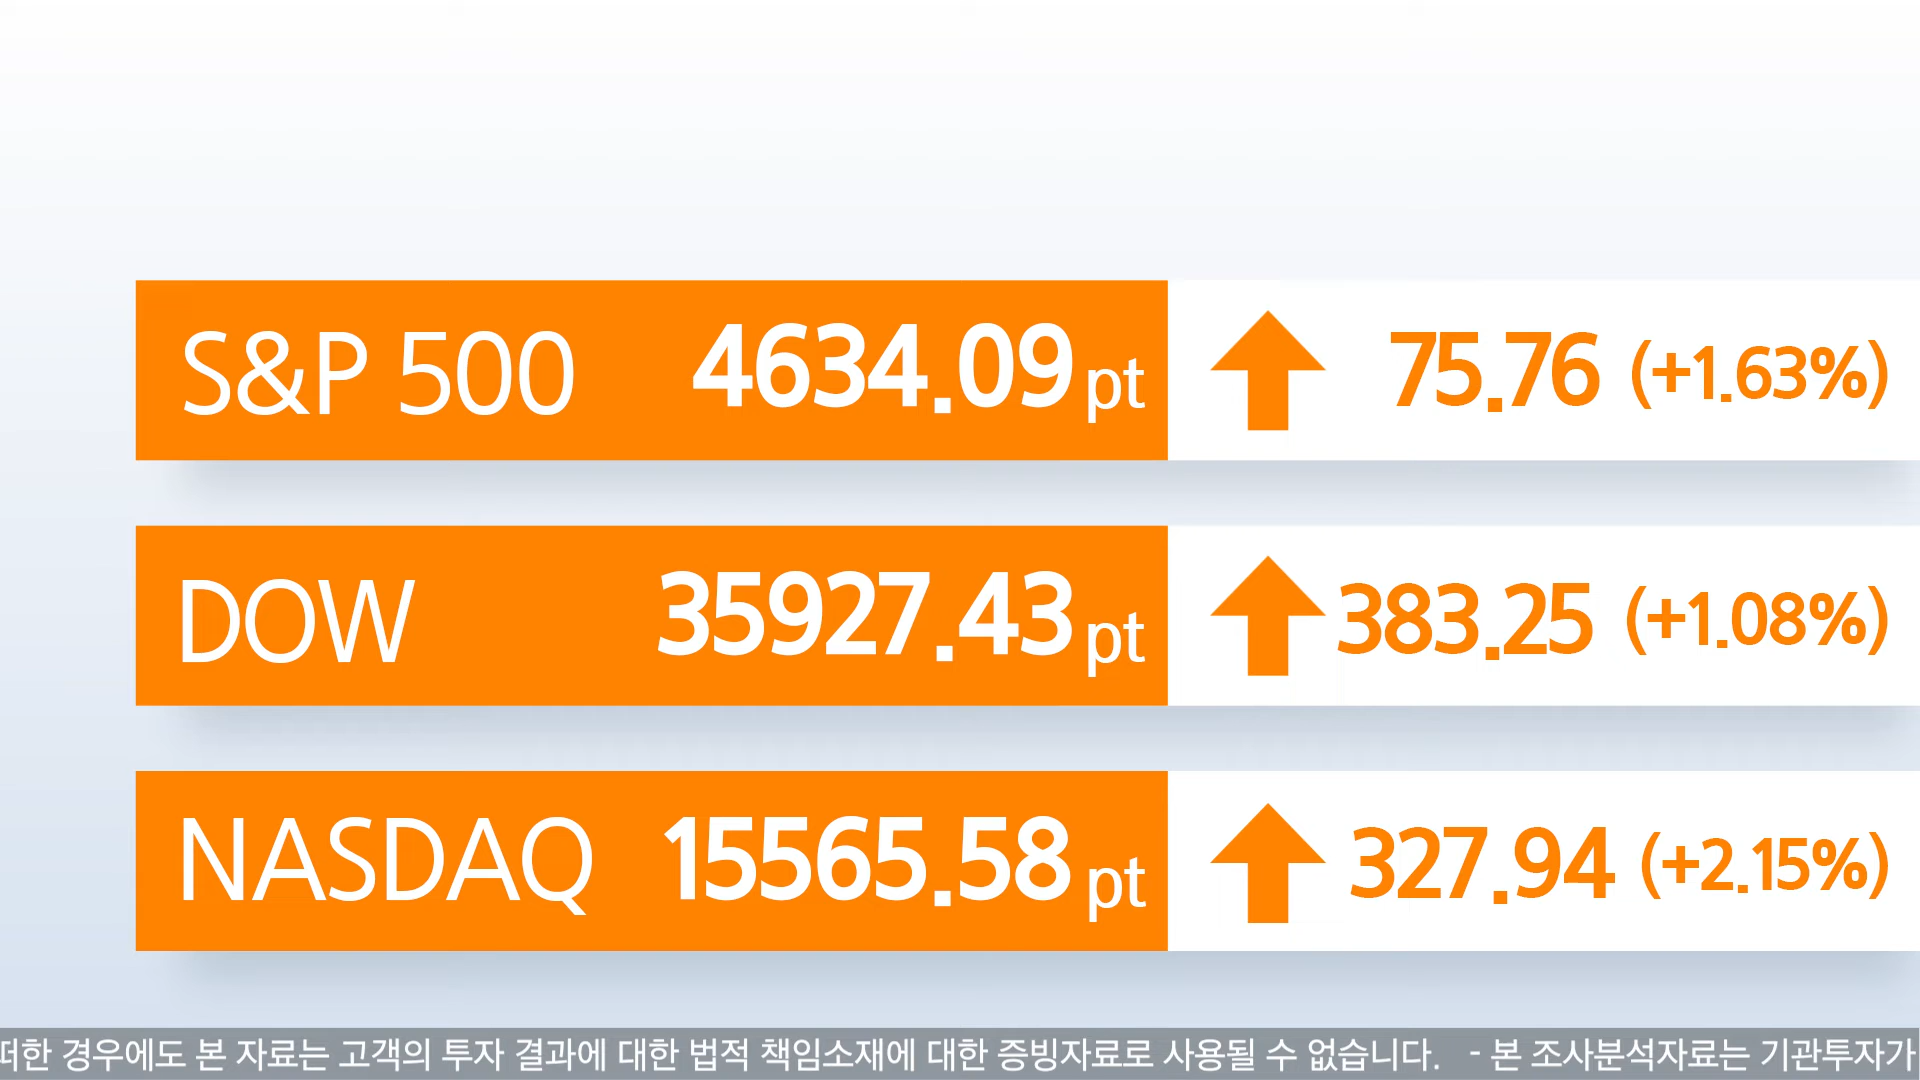 S&P 500 4634.09 pt 75.76 (+1.63%)
DOW 35927.43 pt 383.25 (+1.08%)
NASDAQ 15565.58 pt 327.94 (+2.15%)
경우에도 본 자료는 고객의 투자 결과에 대한 법적 책임소재에 대한 증빙자료로 사용될 수 없습니다. - 본 조사분석자료는 기관투자가